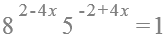 8^{2-4x} 5^{-2+4x} = 1